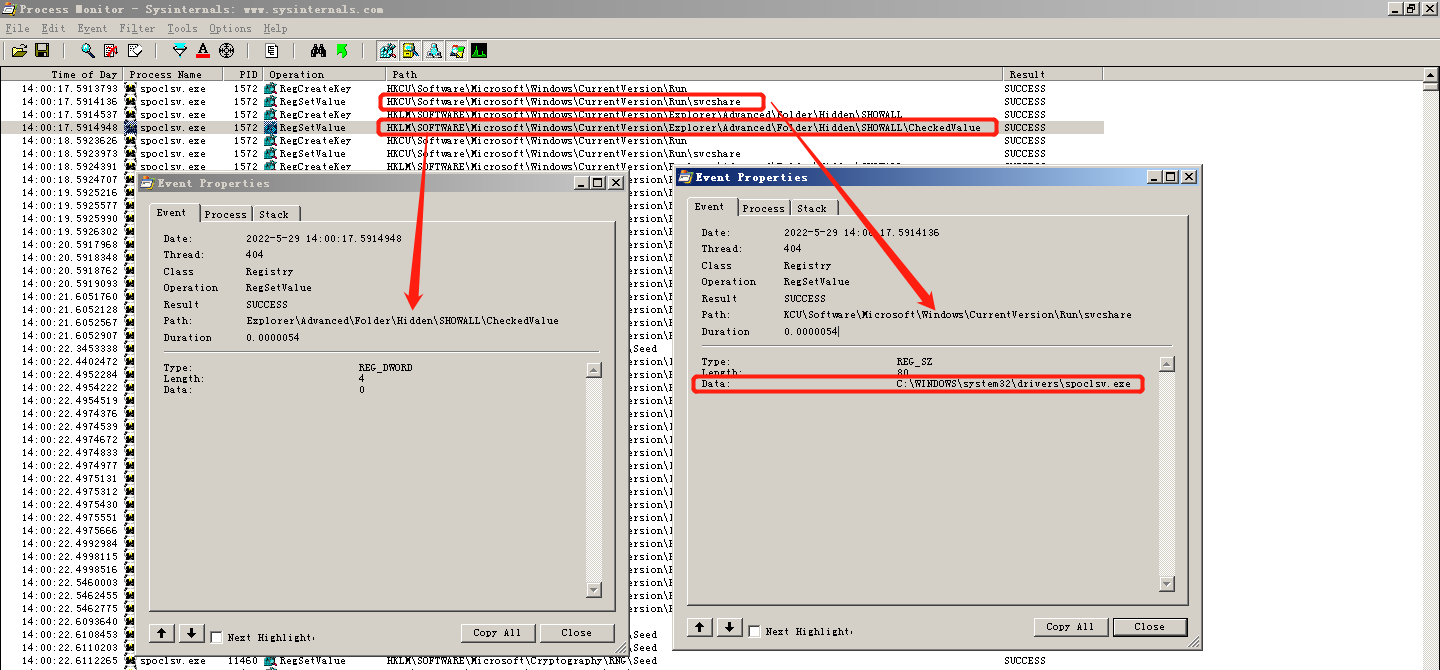 Process Monitor - Sysinternals: www.sysinternals.com
File Edit Event Filter Tools Options Help
Time of Day Process Name PID Operation Path Result
14:00:17.5913793 spoclsv.exe 1572 RegCreateKey HKCU\Software\Microsoft\Windows\CurrentVersion\Run SUCCESS
14:00:17.5914136 spoclsv.exe 1572 RegSetValue HKCU\Software\Microsoft\Windows\CurrentVersion\Run\svcshare SUCCESS
14:00:17.5914537 spoclsv.exe 1572 RegCreateKey HKLM\SOFTWARE\Microsoft\Windows\CurrentVersion\Explorer\Advanced\Folder\Hidden\SHOWALL SUCCESS
14:00:17.5914948 spoclsv.exe 1572 RegSetValue HKLM\SOFTWARE\Microsoft\Windows\CurrentVersion\Explorer\Advanced\Folder\Hidden\SHOWALL\CheckedValue SUCCESS
14:00:18.5923626 spoclsv.exe 1572 RegCreateKey HKCU\Software\Microsoft\Windows\CurrentVersion\Run SUCCESS
14:00:18.5923973 spoclsv.exe 1572 RegSetValue HKCU\Software\Microsoft\Windows\CurrentVersion\Run\svcshare SUCCESS
14:00:18.5924391 spoclsv.exe 1572 RegCreateKey HKLM\SOFTWARE\Microsoft\Windows\CurrentVersion\Explorer\Advanced\Folder\Hidden\SHOWALL SUCCESS
14:00:18.5924707
14:00:19.5925216
14:00:19.5925577
14:00:19.5925990
14:00:19.5926302
14:00:20.5917968
14:00:20.5918348
14:00:20.5918762
14:00:20.5919093
14:00:21.6051760
14:00:21.6052128
14:00:21.6052567
14:00:21.6052907
14:00:22.3453338 \Seed
14:00:22.4402472
14:00:22.4952284
14:00:22.4954222
14:00:22.4954519
14:00:22.4974376
14:00:22.4974539
14:00:22.4974672
14:00:22.4974833
14:00:22.4974977
14:00:22.4975131
14:00:22.4975312
14:00:22.4975430
14:00:22.4975551
14:00:22.4975666
14:00:22.4982990
14:00:22.4998115
14:00:22.4998516
14:00:22.5460003
14:00:22.5462455
14:00:22.5462775
14:00:22.6093640
14:00:22.6108453 \Seed
14:00:22.6110203 \Seed
14:00:22.6112265 spoclsv.exe 11460 RegSetValue HKLM\SOFTWARE\Microsoft\Cryptography\RNG\Seed SUCCESS
Event Properties
Event Process Stack
Date: 2022-5-29 14:00:17.5914948
Thread: 404
Class Registry
Operation RegSetValue
Result SUCCESS
Path: Explorer\Advanced\Folder\Hidden\SHOWALL\CheckedValue
Duration 0.0000054
Type: REG_DWORD
Length: 4
Data: 0
Next Highlight
Copy All Close
Event Properties
Event Process Stack
Date: 2022-5-29 14:00:17.5914136
Thread: 404
Class Registry
Operation RegSetValue
Result SUCCESS
Path: KCU\Software\Microsoft\Windows\CurrentVersion\Run\svcshare
Duration 0.0000054
Type: REG_SZ
Length: 80
Data: C:\WINDOWS\system32\drivers\spoclsv.exe
Next Highlight
Copy All Close